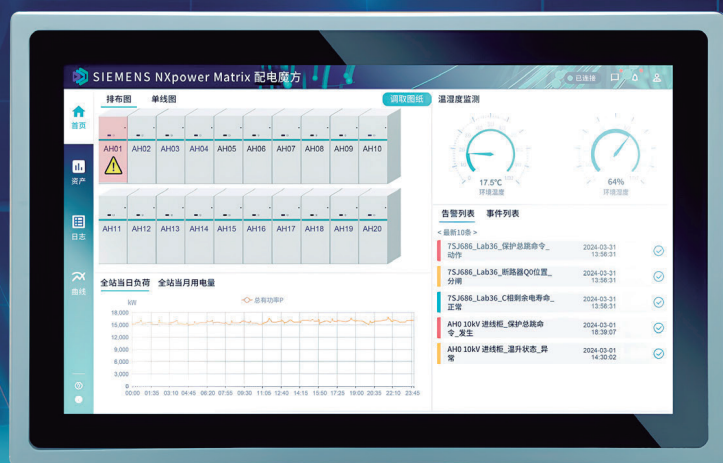 SIEMENS NXpower Matrix 配电魔方
已连接
首页
资产
日志
曲线
排布图 单线图 调取图纸
AH01 AH02 AH03 AH04 AH05 AH06 AH07 AH08 AH09 AH10
AH11 AH12 AH13 AH14 AH15 AH16 AH17 AH18 AH19 AH20
全站当日负荷 全站当月用电量
kW
总有功率P
18,000
15,000
12,000
9,000
6,000
3,000
0
00:00 01:35 03:10 04:45 06:20 07:55 09:30 11:05 12:40 14:15 15:50 17:25 19:00 20:35 22:10 23:45
温湿度监测
17.5℃
环境温度
64%
环境湿度
告警列表 事件列表
< 最新10条 >
7SJ686_Lab36_保护总跳命令_
动作
2024-03-31
13:56:31
7SJ686_Lab36_断路器Q0位置_
分闸
2024-03-31
13:56:31
7SJ686_Lab36_C相剩余电寿命_
正常
2024-03-31
13:56:31
AH0 10kV 进线柜_保护总跳命
令_发生
2024-03-01
18:39:07
AH0 10kV 进线柜_温升状态_异
常
2024-03-01
14:30:02